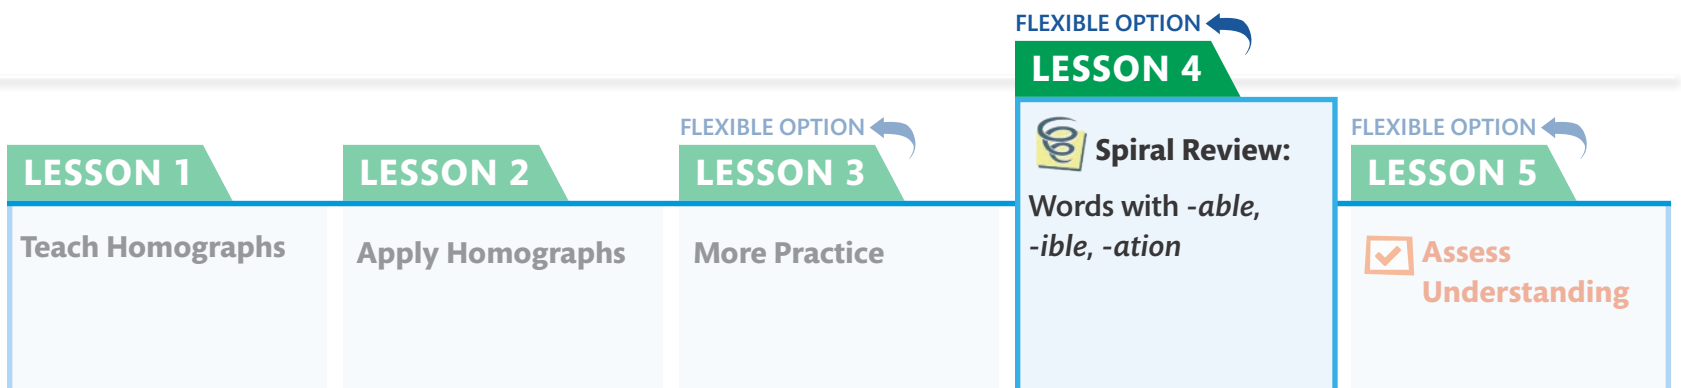 LESSON 1
Teach Homographs
LESSON 2
Apply Homographs
FLEXIBLE OPTION
LESSON 3
More Practice
FLEXIBLE OPTION
LESSON 4
Spiral Review:
Words with -able,
-ible, -ation
FLEXIBLE OPTION
LESSON 5
Assess
Understanding